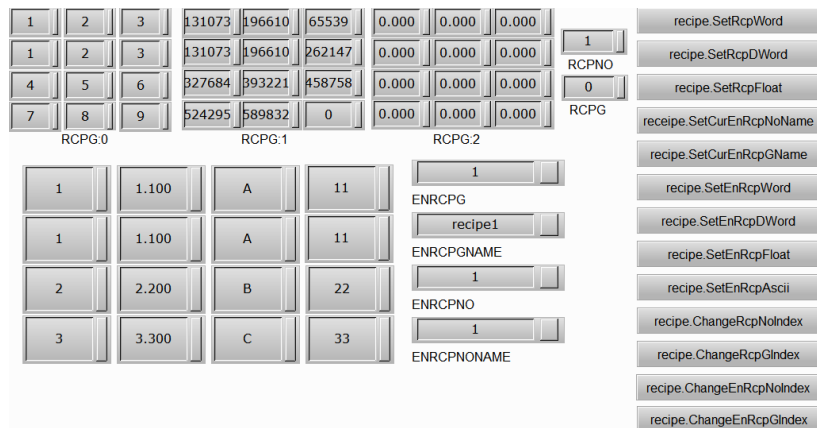 1 2 3 131073 196610 65539 0.000 0.000 0.000
1 2 3 131073 196610 262147 0.000 0.000 0.000
4 5 6 327684 393221 458758 0.000 0.000 0.000
7 8 9 524295 589832 0 0.000 0.000 0.000
RCPG:0 RCPG:1 RCPG:2
1
RCPNO
0
RCPG
1 1.100 A 11
1 1.100 A 11
2 2.200 B 22
3 3.300 C 33
1
ENRCPG
recipe1
ENRCPGNAME
1
ENRCPNO
1
ENRCPNONAME
recipe.SetRcpWord
recipe.SetRcpDWord
recipe.SetRcpFloat
receipe.SetCurEnRcpNoName
recipe.SetCurEnRcpGName
recipe.SetEnRcpWord
recipe.SetEnRcpDWord
recipe.SetEnRcpFloat
recipe.SetEnRcpAscii
recipe.ChangeRcpNoIndex
recipe.ChangeRcpGIndex
recipe.ChangeEnRcpNoIndex
recipe.ChangeEnRcpGIndex